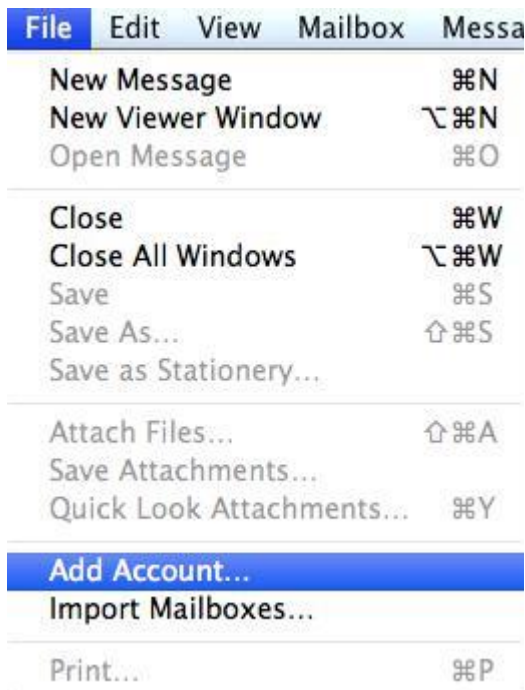 File Edit View Mailbox Messa
New Message ⌘N
New Viewer Window ⌥⌘N
Open Message ⌘O
Close ⌘W
Close All Windows ⌥⌘W
Save ⌘S
Save As... ⇧⌘S
Save as Stationery...
Attach Files... ⇧⌘A
Save Attachments...
Quick Look Attachments... ⌘Y
Add Account...
Import Mailboxes...
Print... ⌘P